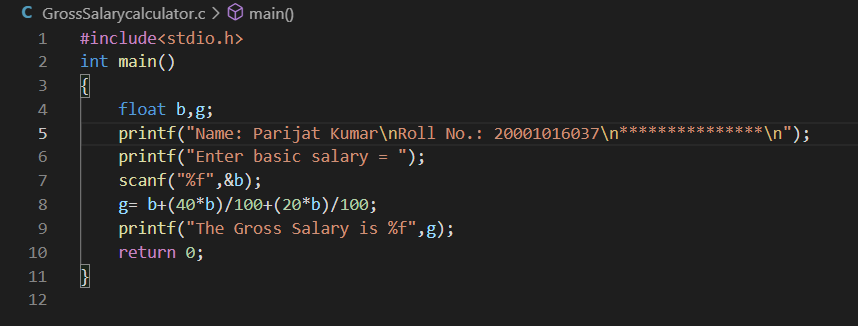 C GrossSalarycalculator.c > main()
1 #include<stdio.h>
2 int main()
3 {
4     float b,g;
5     printf("Name: Parijat Kumar\nRoll No.: 20001016037\n***************\n");
6     printf("Enter basic salary = ");
7     scanf("%f",&b);
8     g= b+(40*b)/100+(20*b)/100;
9     printf("The Gross Salary is %f",g);
10     return 0;
11 }
12